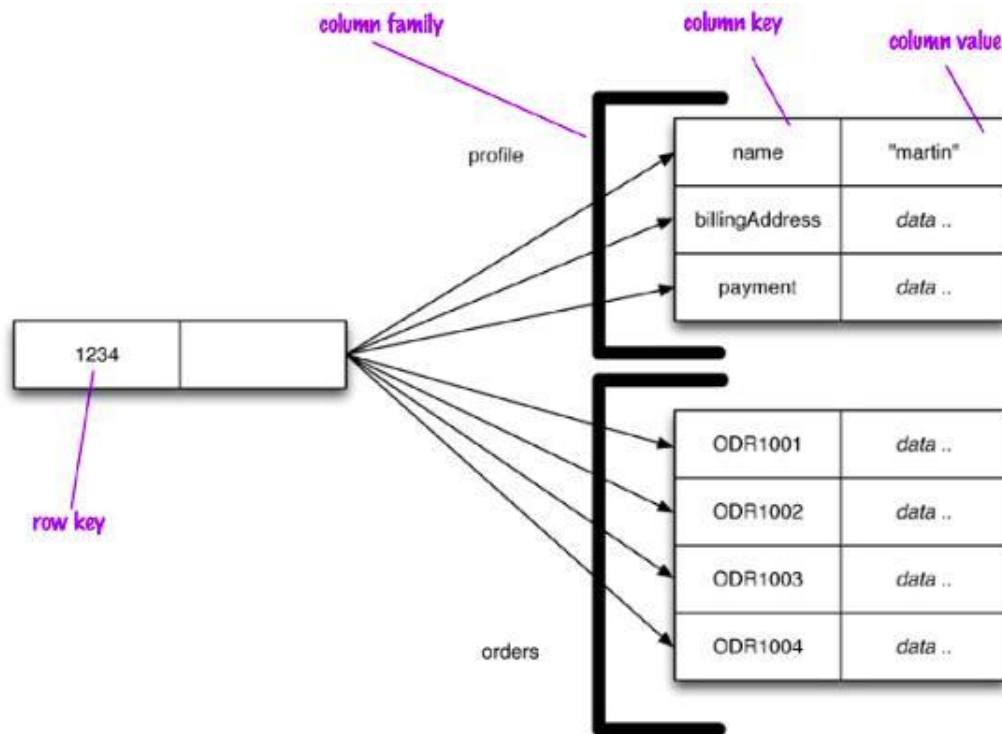 column family
column key
column value
profile
name
"martin"
billingAddress
data ..
payment
data ..
1234
row key
ODR1001
data ..
ODR1002
data ..
ODR1003
data ..
ODR1004
data ..
orders